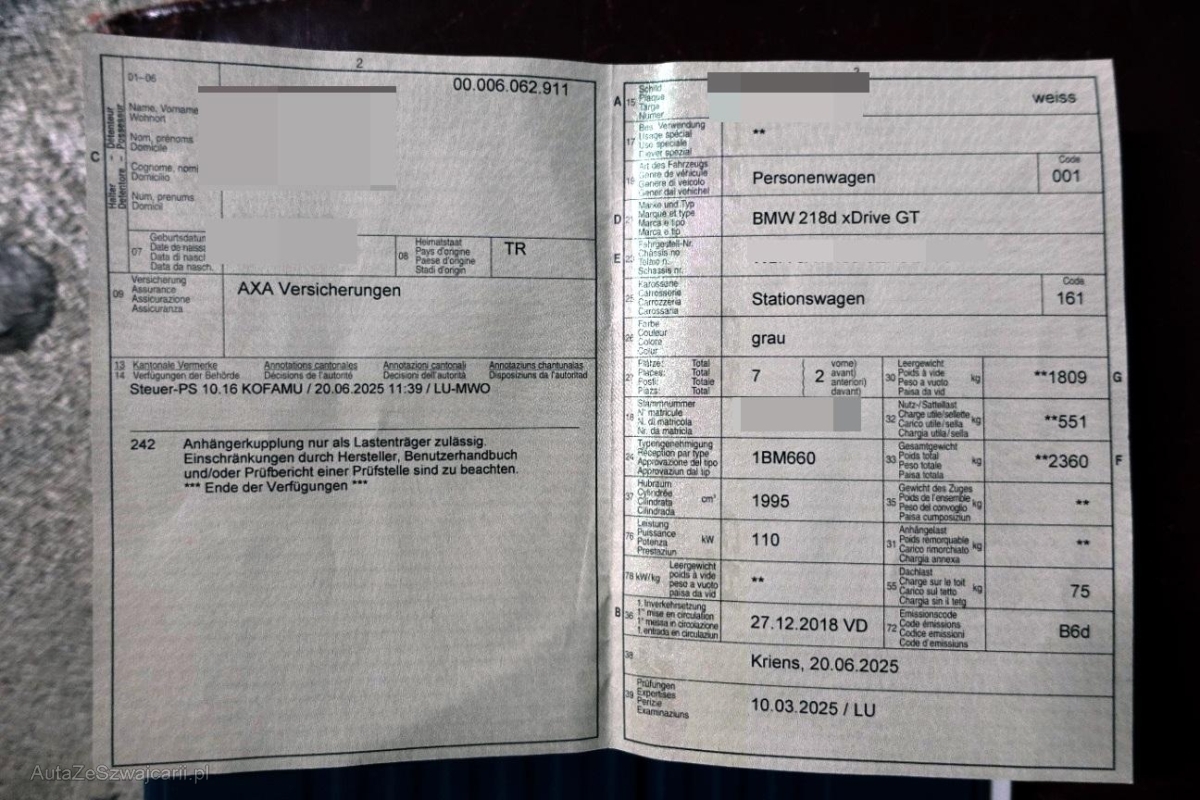 2
01-06
00.006.062.911
Name, Vorname
Wohnort
Nom, prénoms
Domicile
Cognome, nomi
Domicilio
Num, prenums
Domicil
C
Halter - Détenteur
Detentore - Possessur
07
Geburtsdatum
Date de naiss
Data di nasci
Data da nasch.
08
Heimatstaat
Pays d'origine
Paese d'origine
Stadi d'origin
TR
09
Versicherung
Assurance
Assicurazione
Assicuranza
AXA Versicherungen
13 Kantonale Vermerke Annotations cantonales Annotazioni cantonali Annotaziuns chantunalas
14 Verfügungen der Behörde Décisions de l'autorité Decisioni dell'autorità Disposiziuns da l'autoritad
Steuer-PS 10.16 KOFAMU / 20.06.2025 11:39 / LU-MWO
242 Anhängerkupplung nur als Lastenträger zulässig.
Einschränkungen durch Hersteller, Benutzerhandbuch
und/oder Prüfbericht einer Prüfstelle sind zu beachten.
*** Ende der Verfügungen ***
A 15
Schild
Plaque
Targa
Numer
weiss
17
Bes. Verwendung
Usage spécial
Uso speciale
Diever spezial
**
19
Art des Fahrzeugs
Genre de véhicule
Genere di veicolo
Gener dal vehichel
Personenwagen
Code
001
D 21
Marke und Typ
Marque et type
Marca e tipo
Marca e tip
BMW 218d xDrive GT
E 23
Fahrgestell-Nr.
Châssis no
Telaio n.
Schassis nr.
25
Karosserie
Carrosserie
Carrozzeria
Carossaria
Stationswagen
Code
161
26
Farbe
Couleur
Colore
Colur
grau
27
Plätze: Total
Places: Total
Posti: Totale
Plazs: Total
7
2
vorne)
avant)
anteriori)
davant)
30
Leergewicht
Poids à vide
Peso a vuoto
Paisa da vid
kg
**1809
G
18
Stammnummer
N° matricule
N. di matricola
Nr. da matricla
32
Nutz-/Sattellast
Charge utile/sellette
Carico utile/sella
Chargia utila/sella
kg
**551
24
Typengenehmigung
Réception par type
Approvazione del tipo
Approvaziun dal tip
1BM660
33
Gesamtgewicht
Poids total
Peso totale
Paisa totala
kg
**2360
F
37
Hubraum
Cylindrée
Cilindrata
Cilindrada
cm³
1995
35
Gewicht des Zuges
Poids de l'ensemble
Peso del convoglio
Paisa cumposiziun
kg
**
76
Leistung
Puissance
Potenza
Prestaziun
kW
110
31
Anhängelast
Poids remorquable
Carico rimorchiato
Chargia annexa
kg
**
78 kW/kg
Leergewicht
poids à vide
peso a vuoto
paisa da vid
**
55
Dachlast
Charge sur le toit
Carico sul tetto
Chargia sin il tetg
kg
75
B 36
1. Inverkehrsetzung
1re mise en circulation
1a messa in circolazione
1. entrada en circulaziun
27.12.2018 VD
72
Emissionscode
Code émissions
Codice emissioni
Code d'emissiuns
B6d
38
Kriens, 20.06.2025
39
Prüfungen
Expertises
Perizie
Examinaziuns
10.03.2025 / LU
AutaZeSzwajcarii.pl